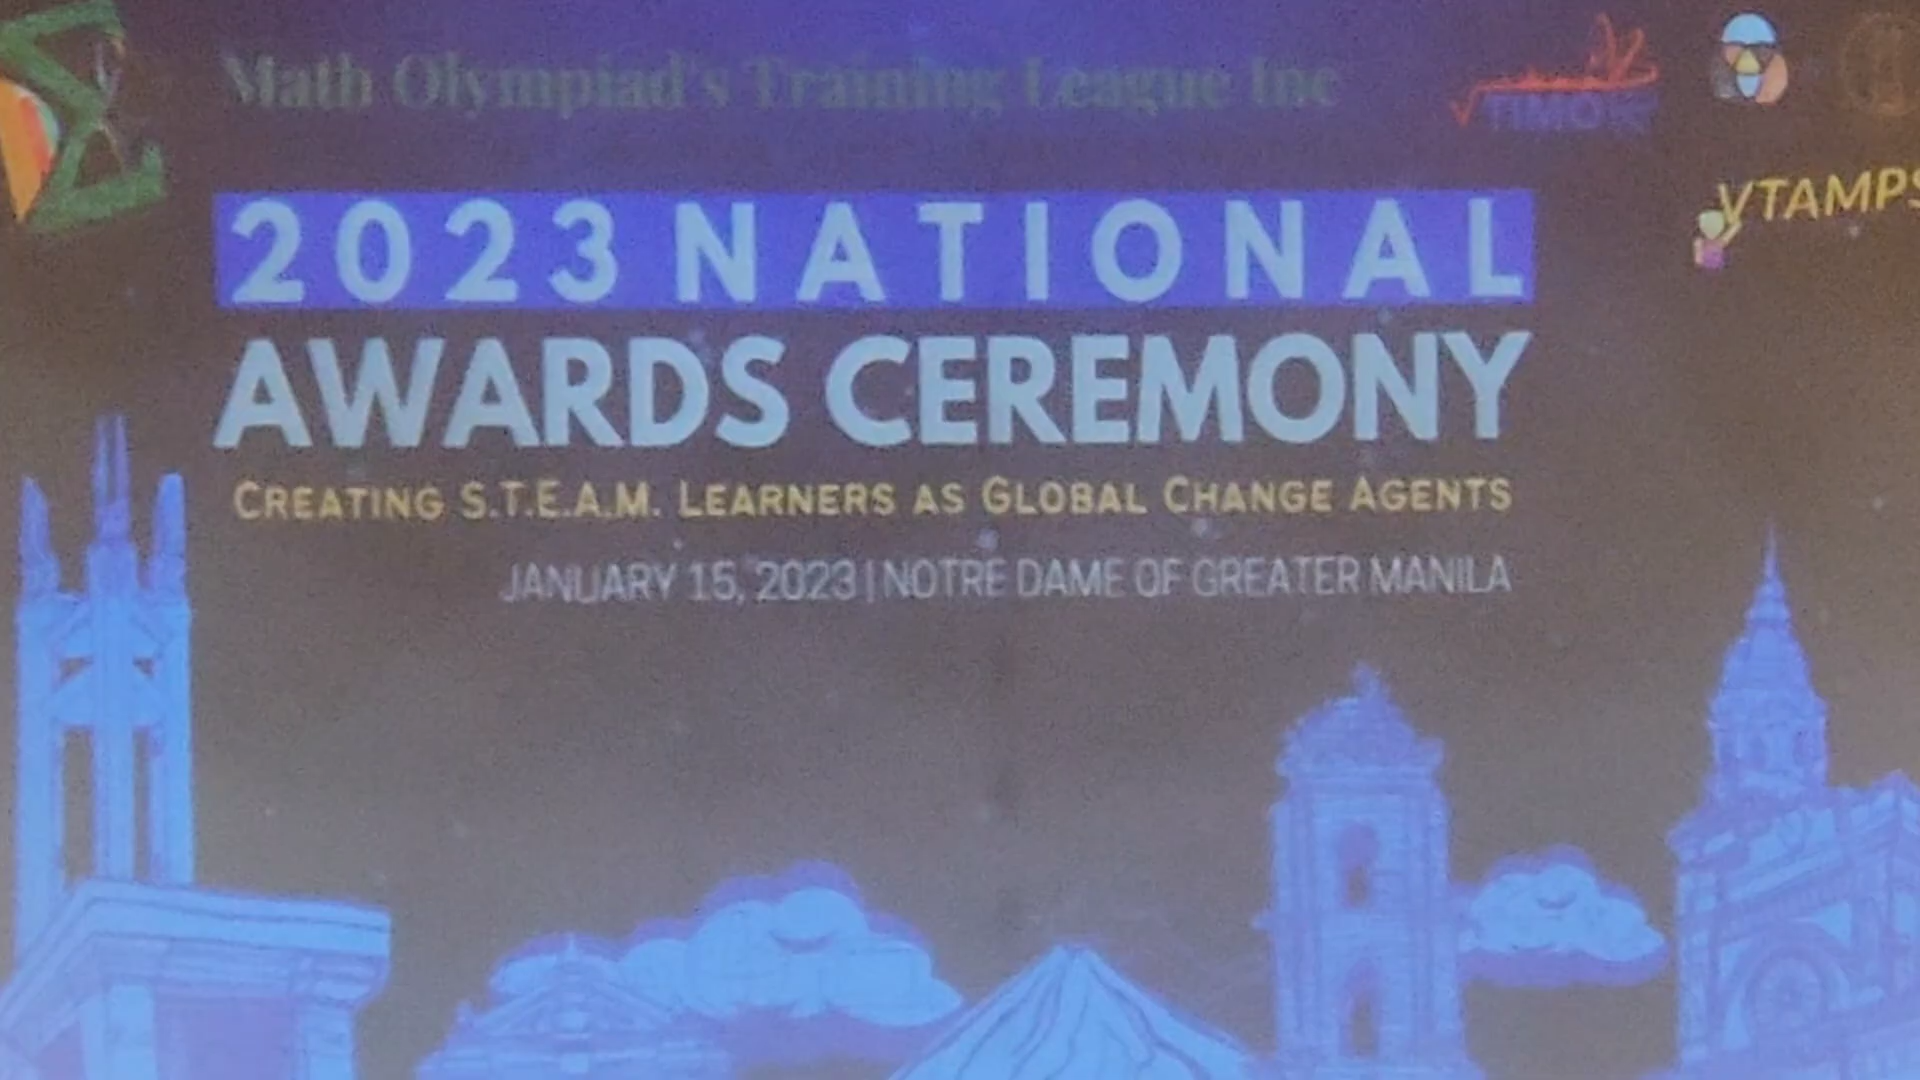 Math Olympiad's Training League Inc
TIMO
VTAMPS
2023 NATIONAL
AWARDS CEREMONY
CREATING S.T.E.A.M. LEARNERS AS GLOBAL CHANGE AGENTS
JANUARY 15, 2023 | NOTRE DAME OF GREATER MANILA